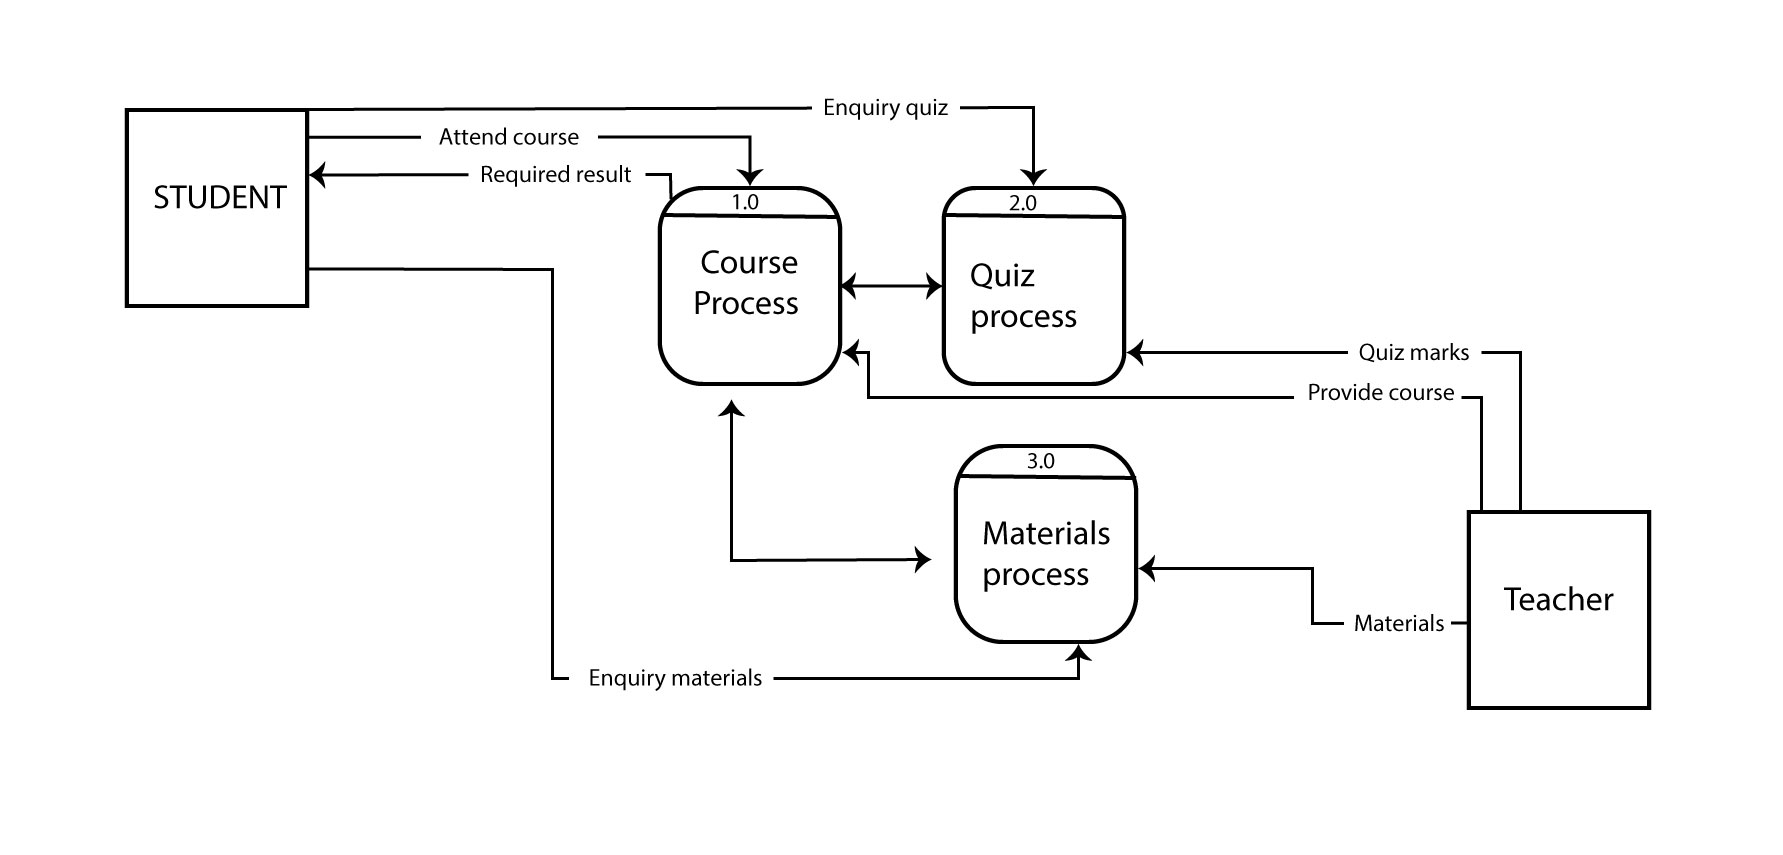 Enquiry quiz
Attend course
Required result
STUDENT
1.0
Course
Process
2.0
Quiz
process
Quiz marks
Provide course
3.0
Materials
process
Teacher
Materials
Enquiry materials